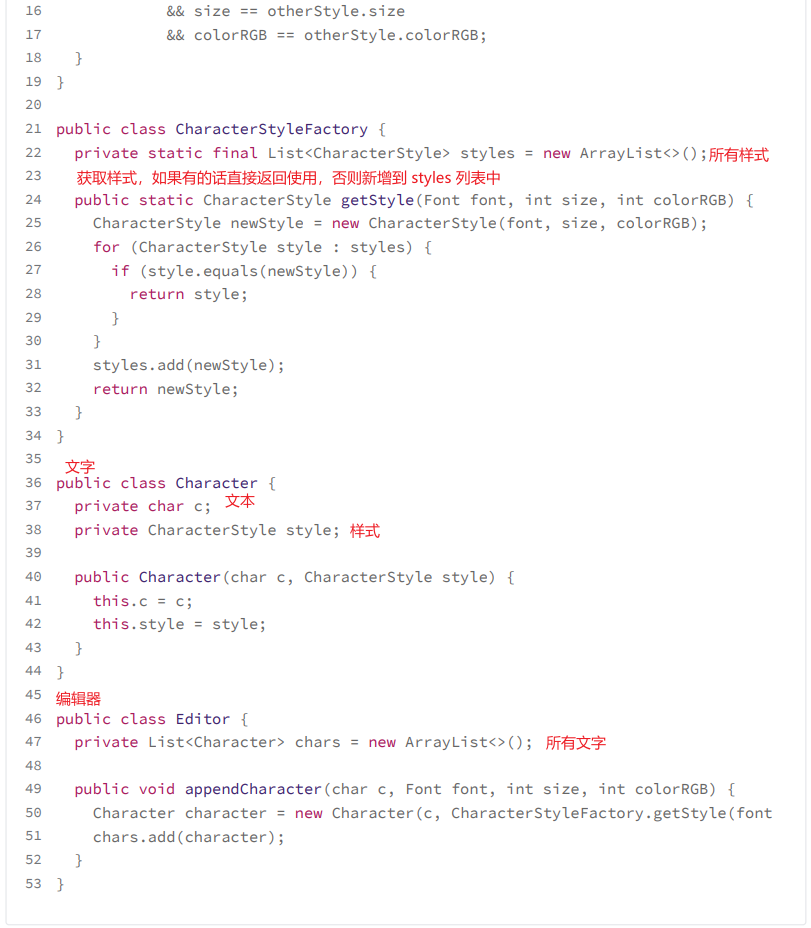 16 && size == otherStyle.size
17 && colorRGB == otherStyle.colorRGB;
18 }
19 }
20
21 public class CharacterStyleFactory {
22 private static final List<CharacterStyle> styles = new ArrayList<>();所有样式
23 获取样式，如果有的话直接返回使用，否则新增到 styles 列表中
24 public static CharacterStyle getStyle(Font font, int size, int colorRGB) {
25 CharacterStyle newStyle = new CharacterStyle(font, size, colorRGB);
26 for (CharacterStyle style : styles) {
27 if (style.equals(newStyle)) {
28 return style;
29 }
30 }
31 styles.add(newStyle);
32 return newStyle;
33 }
34 }
35
文字
36 public class Character {
37 private char c; 文本
38 private CharacterStyle style; 样式
39
40 public Character(char c, CharacterStyle style) {
41 this.c = c;
42 this.style = style;
43 }
44 }
45 编辑器
46 public class Editor {
47 private List<Character> chars = new ArrayList<>(); 所有文字
48
49 public void appendCharacter(char c, Font font, int size, int colorRGB) {
50 Character character = new Character(c, CharacterStyleFactory.getStyle(font
51 chars.add(character);
52 }
53 }